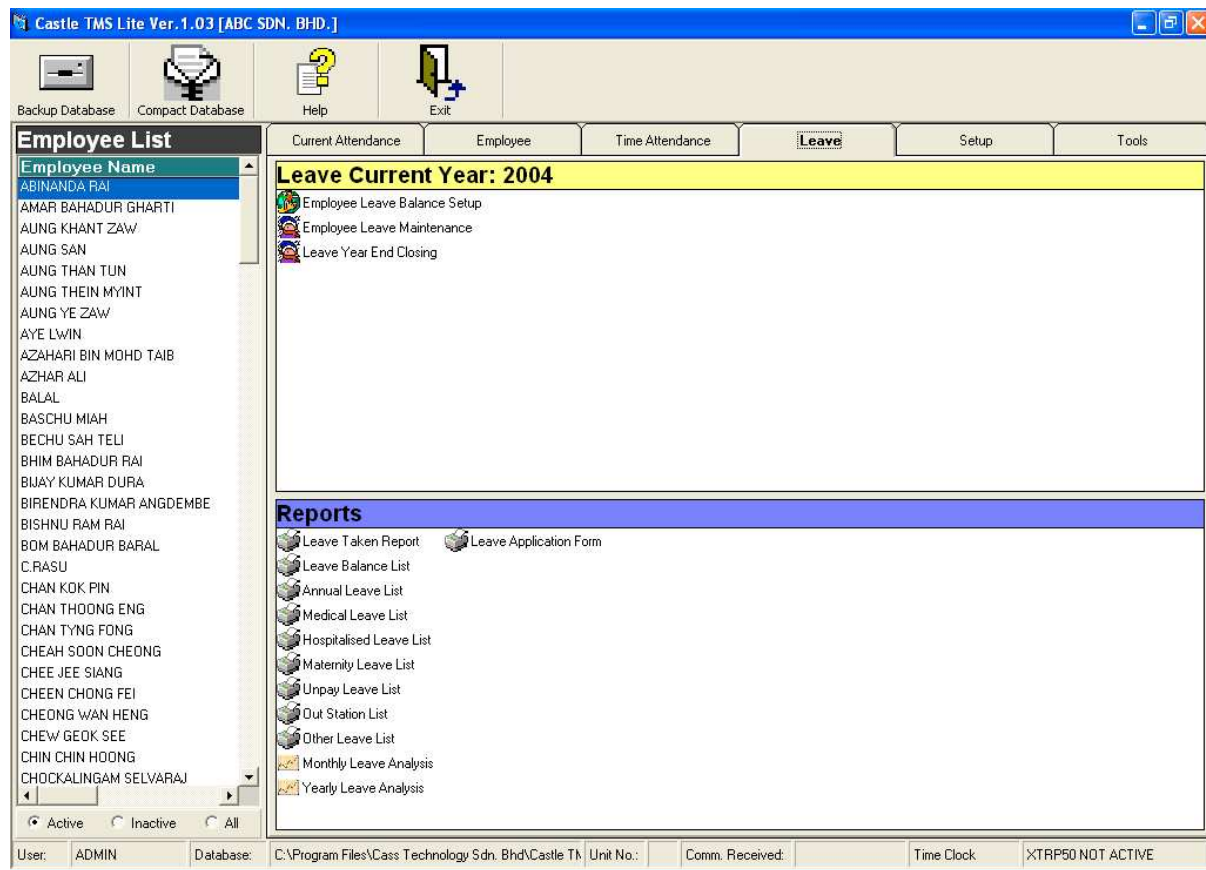 Castle TMS Lite Ver.1.03 [ABC SDN. BHD.]
Backup Database Compact Database Help Exit
Employee List
Employee Name
ABINANDA RAI
AMAR BAHADUR GHARTI
AUNG KHANT ZAW
AUNG SAN
AUNG THAN TUN
AUNG THEIN MYINT
AUNG YE ZAW
AYE LWIN
AZAHARI BIN MOHD TAIB
AZHAR ALI
BALAL
BASCHU MIAH
BECHU SAH TELI
BHIM BAHADUR RAI
BIJAY KUMAR DURA
BIRENDRA KUMAR ANGDEMBE
BISHNU RAM RAI
BOM BAHADUR BARAL
C.RASU
CHAN KOK PIN
CHAN THOONG ENG
CHAN TYNG FONG
CHEAH SOON CHEONG
CHEE JEE SIANG
CHEEN CHONG FEI
CHEONG WAN HENG
CHEW GEOK SEE
CHIN CHIN HOONG
CHOCKALINGAM SELVARAJ
Active Inactive All
Current Attendance Employee Time Attendance Leave Setup Tools
Leave Current Year: 2004
Employee Leave Balance Setup
Employee Leave Maintenance
Leave Year End Closing
Reports
Leave Taken Report Leave Application Form
Leave Balance List
Annual Leave List
Medical Leave List
Hospitalised Leave List
Maternity Leave List
Unpay Leave List
Out Station List
Other Leave List
Monthly Leave Analysis
Yearly Leave Analysis
User: ADMIN Database: C:\Program Files\Cass Technology Sdn. Bhd\Castle TM Unit No.: Comm. Received: Time Clock XTRP50 NOT ACTIVE